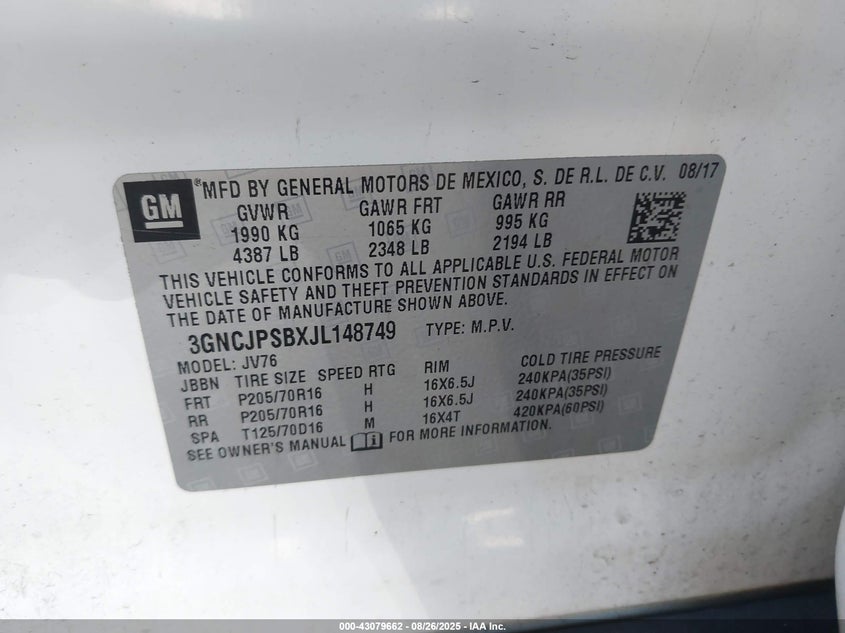 GM ® MFD BY GENERAL MOTORS DE MEXICO, S. DE R.L. DE C.V. 08/17
GVWR GAWR FRT GAWR RR
1990 KG 1065 KG 995 KG
4387 LB 2348 LB 2194 LB
THIS VEHICLE CONFORMS TO ALL APPLICABLE U.S. FEDERAL MOTOR
VEHICLE SAFETY AND THEFT PREVENTION STANDARDS IN EFFECT ON
THE DATE OF MANUFACTURE SHOWN ABOVE.
3GNCJPSBXJL148749 TYPE: M.P.V.
MODEL: JV76
JBBN TIRE SIZE SPEED RTG RIM COLD TIRE PRESSURE
FRT P205/70R16 H 16X6.5J 240KPA(35PSI)
RR P205/70R16 H 16X6.5J 240KPA(35PSI)
SPA T125/70D16 M 16X4T 420KPA(60PSI)
SEE OWNER'S MANUAL FOR MORE INFORMATION.
000-43079662 - 08/26/2025 - IAA Inc.